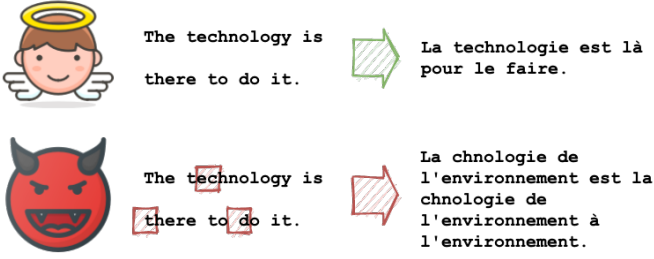 The technology is
there to do it.
La technologie est là
pour le faire.
The technology is
there to do it.
La chnologie de
l'environnement est la
chnologie de
l'environnement à
l'environnement.